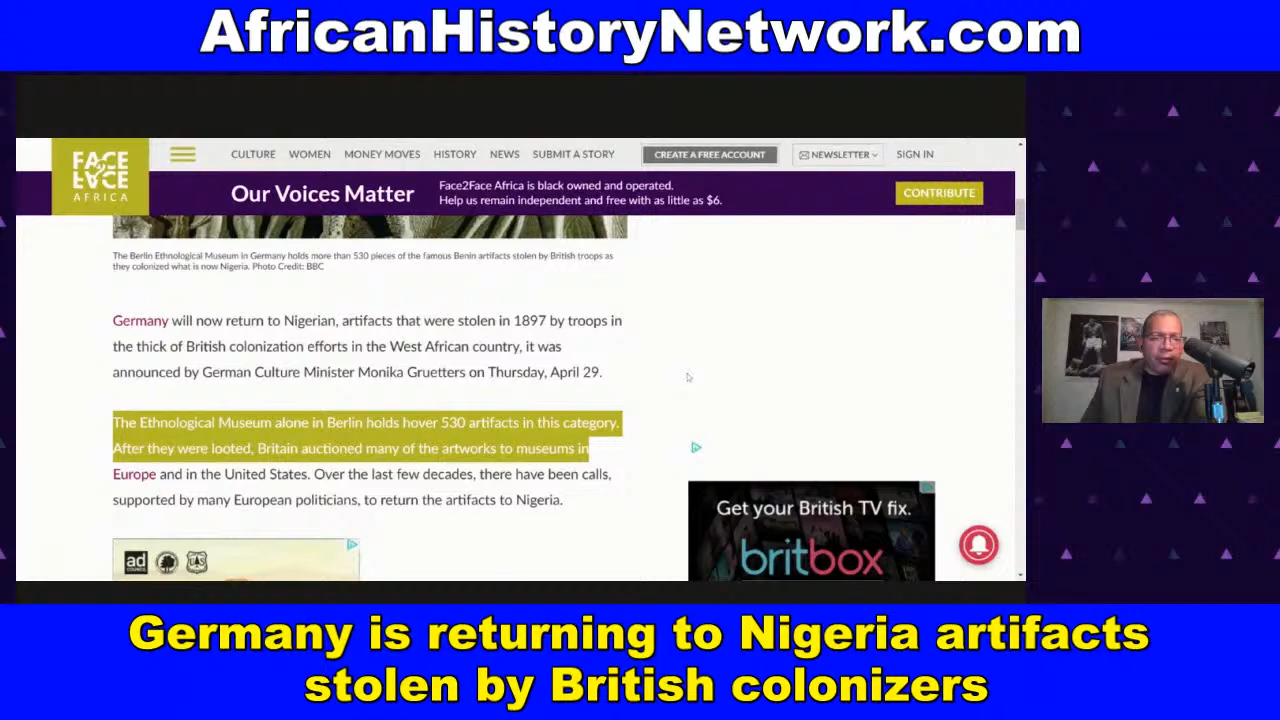 AfricanHistoryNetwork.com
FACE
2
FACE
AFRICA
CULTURE WOMEN MONEY MOVES HISTORY NEWS SUBMIT A STORY CREATE A FREE ACCOUNT NEWSLETTER SIGN IN
Our Voices Matter
Face2Face Africa is black owned and operated.
Help us remain independent and free with as little as $6.
CONTRIBUTE
The Berlin Ethnological Museum in Germany holds more than 530 pieces of the famous Benin artifacts stolen by British troops as
they colonized what is now Nigeria. Photo Credit: BBC
Germany will now return to Nigerian, artifacts that were stolen in 1897 by troops in
the thick of British colonization efforts in the West African country, it was
announced by German Culture Minister Monika Gruetters on Thursday, April 29.
The Ethnological Museum alone in Berlin holds hover 530 artifacts in this category.
After they were looted, Britain auctioned many of the artworks to museums in
Europe and in the United States. Over the last few decades, there have been calls,
supported by many European politicians, to return the artifacts to Nigeria.
ad
COUNCIL
UAS
Get your British TV fix.
britbox
Germany is returning to Nigeria artifacts
stolen by British colonizers